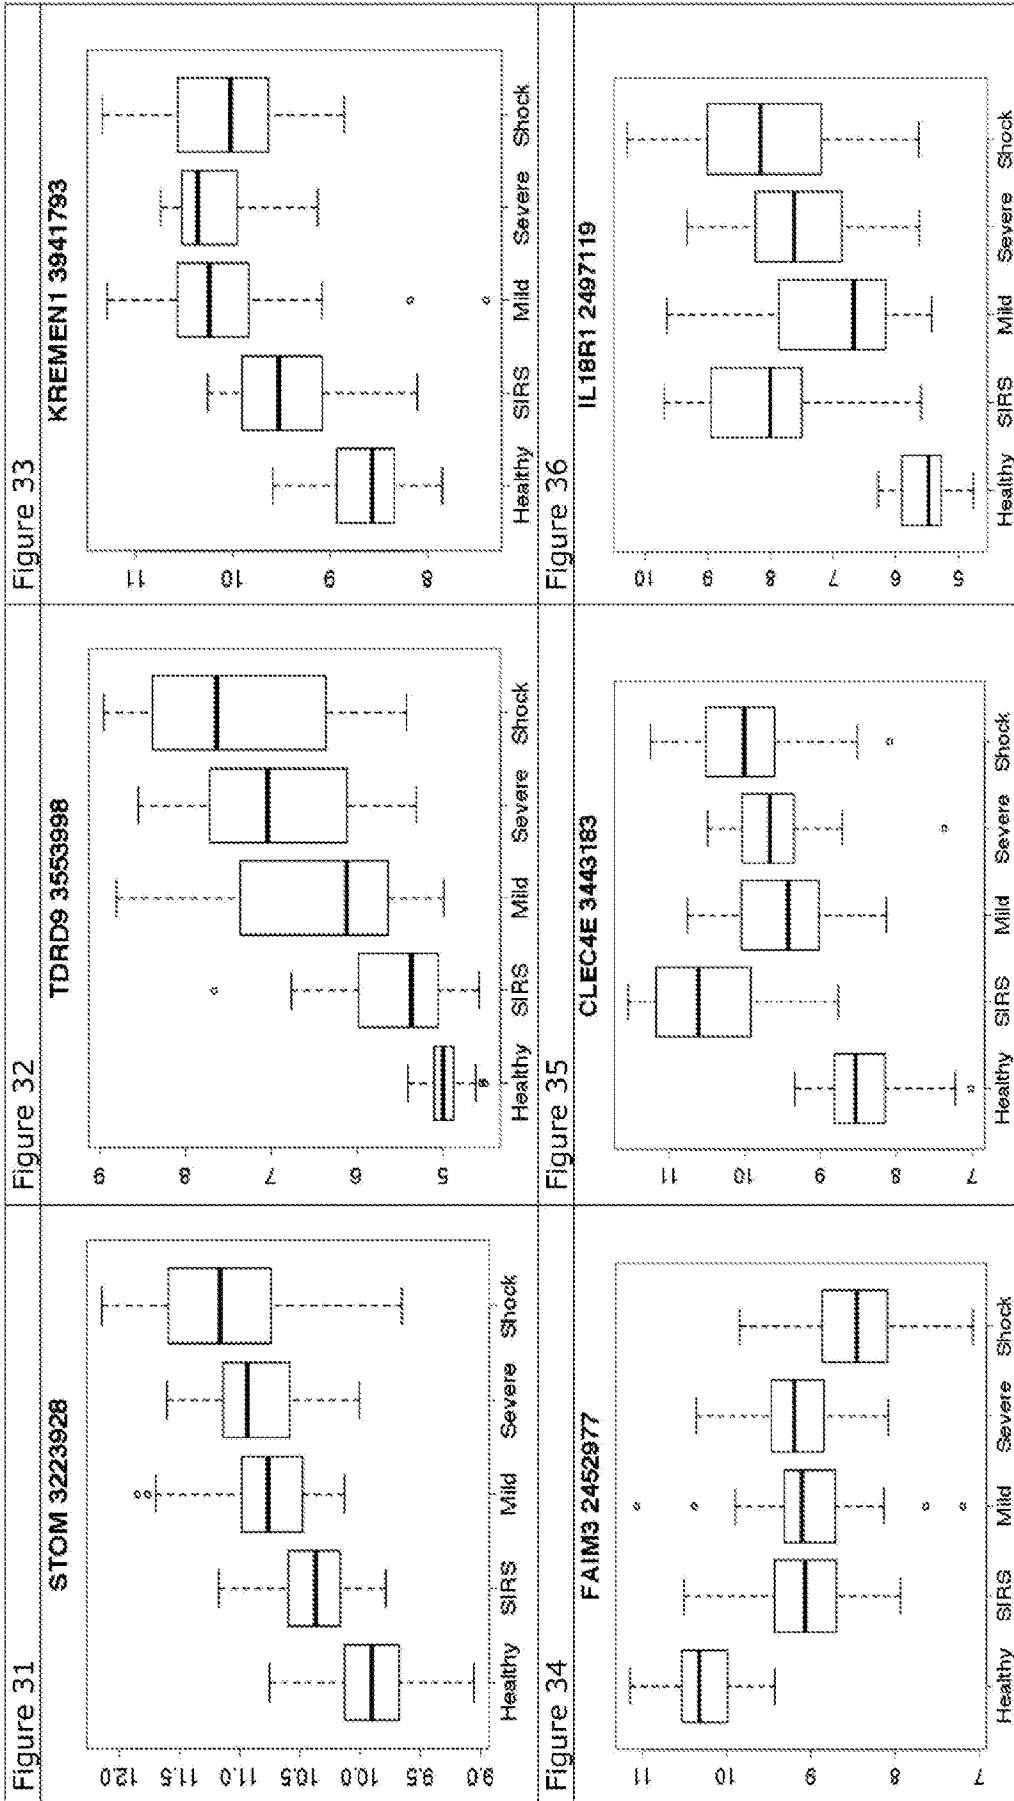 Figure 31
STOM 3223928
12.0
11.5
11.0
10.5
10.0
9.5
9.0
Healthy SIRS Mild Severe Shock
Figure 32
TDRD9 3553998
9
8
7
6
5
Healthy SIRS Mild Severe Shock
Figure 33
KREMEN1 3941793
11
10
9
8
Healthy SIRS Mild Severe Shock
Figure 34
FAIM3 2452977
11
10
9
8
7
Healthy SIRS Mild Severe Shock
Figure 35
CLEC4E 3443183
11
10
9
8
7
Healthy SIRS Mild Severe Shock
Figure 36
IL18R1 2497119
10
9
8
7
6
5
Healthy SIRS Mild Severe Shock